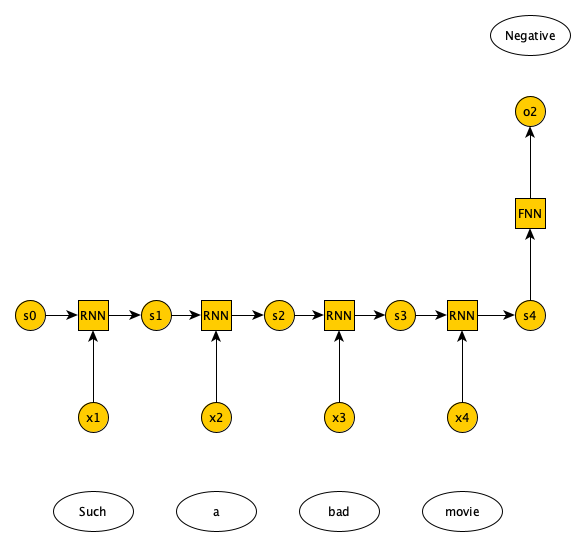 Negative
o2
FNN
s0 RNN s1 RNN s2 RNN s3 RNN s4
x1 x2 x3 x4
Such a bad movie